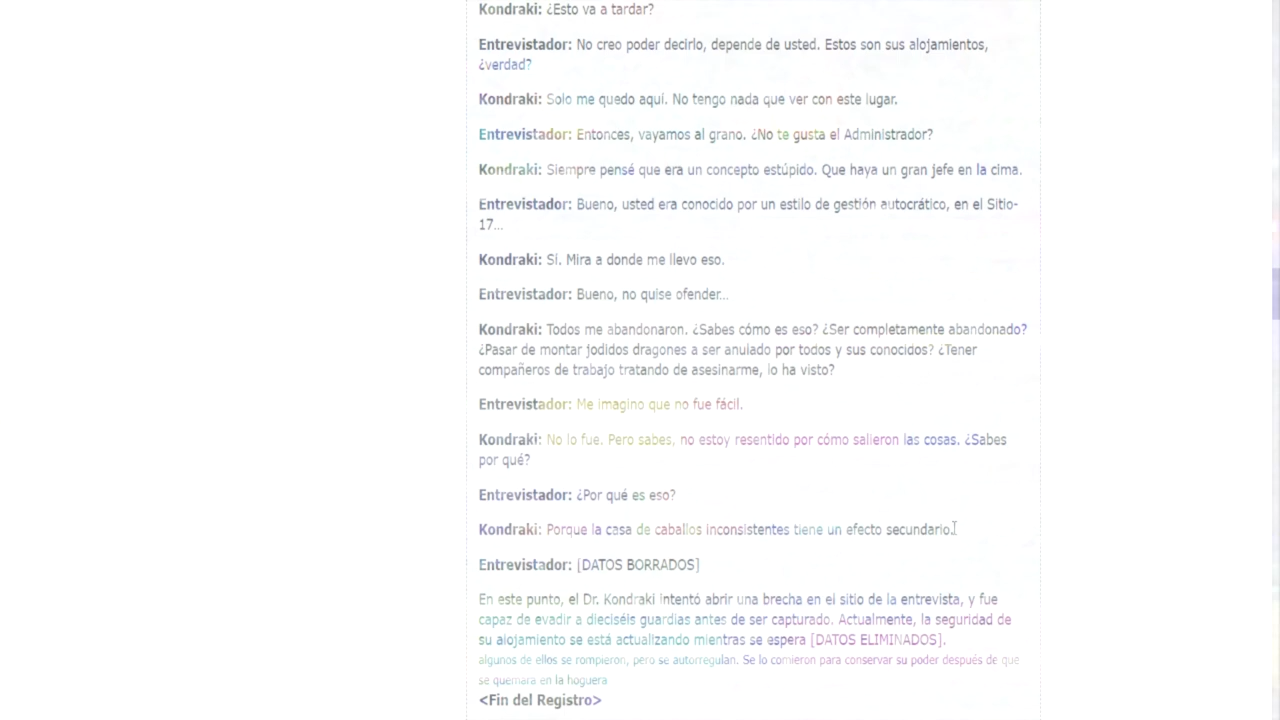 Kondraki: ¿Esto va a tardar?
Entrevistador: No creo poder decirlo, depende de usted. Estos son sus alojamientos,
¿verdad?
Kondraki: Solo me quedo aquí. No tengo nada que ver con este lugar.
Entrevistador: Entonces, vayamos al grano. ¿No te gusta el Administrador?
Kondraki: Siempre pensé que era un concepto estúpido. Que haya un gran jefe en la cima.
Entrevistador: Bueno, usted era conocido por un estilo de gestión autocrático, en el Sitio-
17...
Kondraki: Sí. Mira a donde me llevo eso.
Entrevistador: Bueno, no quise ofender...
Kondraki: Todos me abandonaron. ¿Sabes cómo es eso? ¿Ser completamente abandonado?
¿Pasar de montar jodidos dragones a ser anulado por todos y sus conocidos? ¿Tener
compañeros de trabajo tratando de asesinarme, lo ha visto?
Entrevistador: Me imagino que no fue fácil.
Kondraki: No lo fue. Pero sabes, no estoy resentido por cómo salieron las cosas. ¿Sabes
por qué?
Entrevistador: ¿Por qué es eso?
Kondraki: Porque la casa de caballos inconsistentes tiene un efecto secundario.
Entrevistador: [DATOS BORRADOS]
En este punto, el Dr. Kondraki intentó abrir una brecha en el sitio de la entrevista, y fue
capaz de evadir a dieciséis guardias antes de ser capturado. Actualmente, la seguridad de
su alojamiento se está actualizando mientras se espera [DATOS ELIMINADOS].
algunos de ellos se rompieron, pero se autorregulan. Se lo comieron para conservar su poder después de que
se quemara en la hoguera
<Fin del Registro>